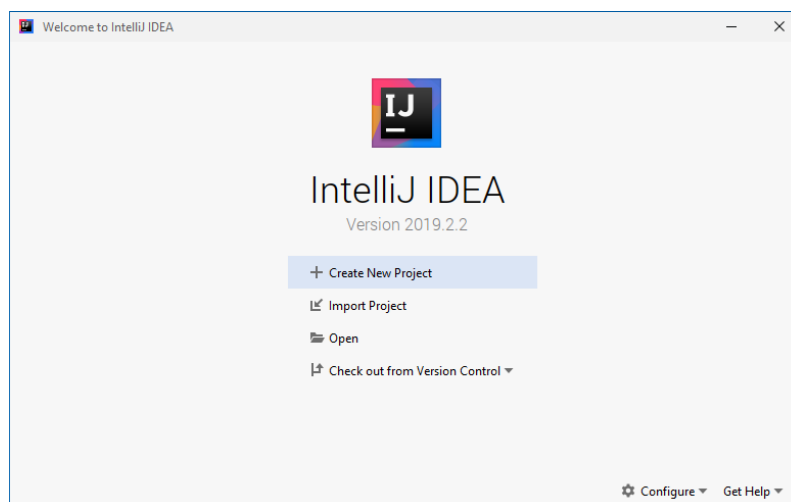 Welcome to IntelliJ IDEA
IJ
IntelliJ IDEA
Version 2019.2.2
Create New Project
Import Project
Open
Check out from Version Control
Configure
Get Help